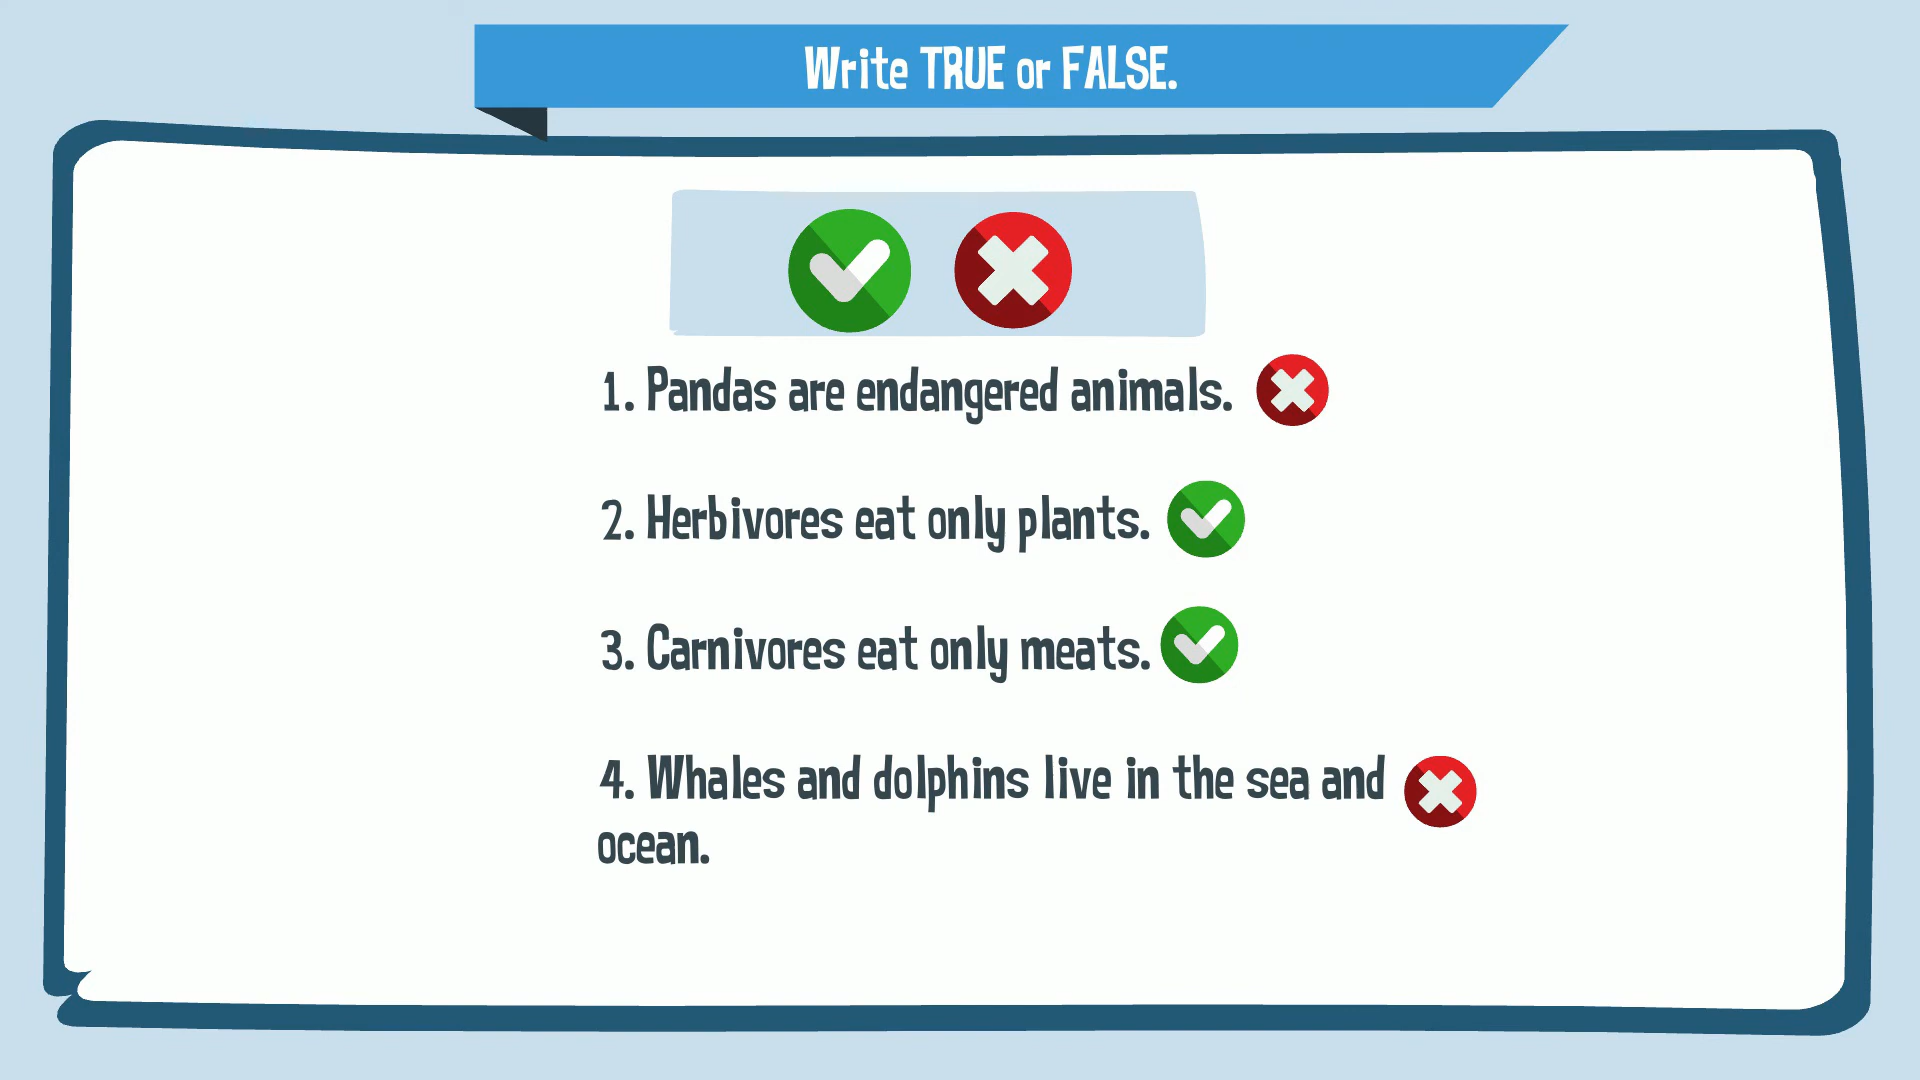 Write TRUE or FALSE.
1. Pandas are endangered animals.
2. Herbivores eat only plants.
3. Carnivores eat only meats.
4. Whales and dolphins live in the sea and
ocean.